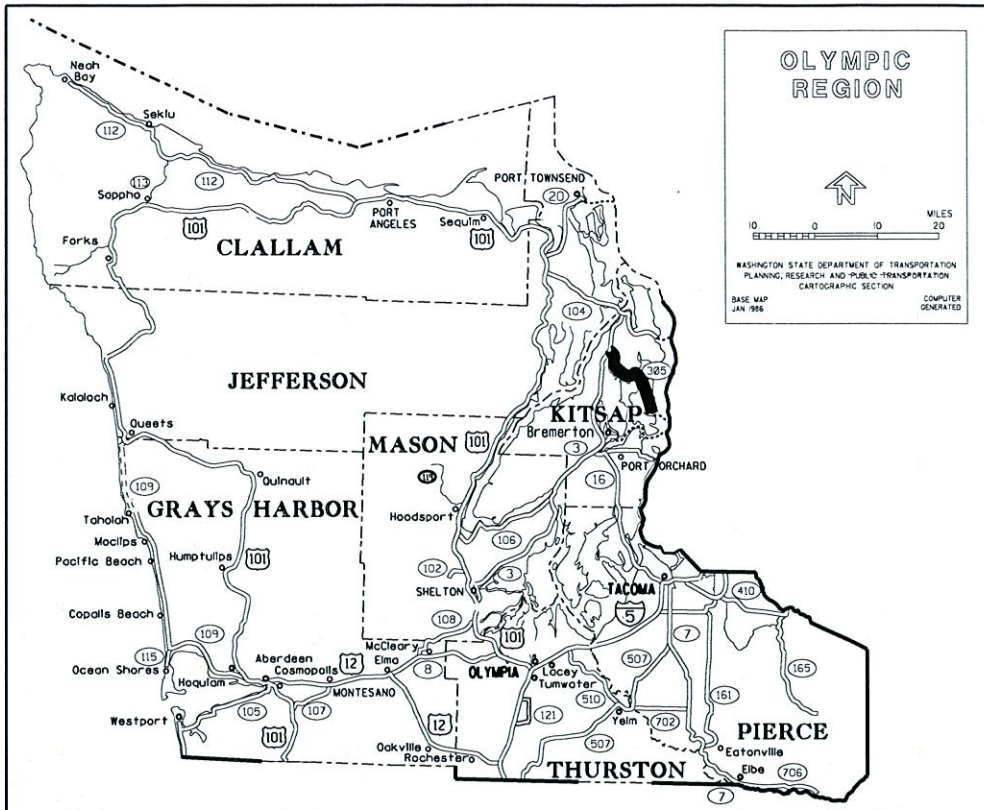 OLYMPIC
REGION
N
MILES
10 0 10 20
WASHINGTON STATE DEPARTMENT OF TRANSPORTATION
PLANNING, RESEARCH AND PUBLIC TRANSPORTATION
CARTOGRAPHIC SECTION
BASE MAP
JAN 1986
COMPUTER
GENERATED
Neah
Bay
Seklu
112
113
Sappho
112
101
PORT
ANGELES
Sequim
101
PORT TOWNSEND
20
CLALLAM
Forks
104
JEFFERSON
305
KITSAP
Bremerton
3
PORT ORCHARD
16
Kalaloch
Queets
MASON
101
119
Quinault
109
GRAYS HARBOR
Hoodsport
Taholah
Moclips
Pacific Beach
Humptulips
101
106
102
3
SHELTON
TACOMA
5
410
Copalis Beach
109
108
101
7
McCleary
Elma
8
OLYMPIA
Lacey
Tumwater
507
165
115
Ocean Shores
Hoquiam
Aberdeen
Cosmopolis
12
MONTESANO
510
161
105
107
121
Yelm
702
PIERCE
Westport
101
12
Oakville
Rochester
507
Eatonville
Elbe
706
THURSTON
7